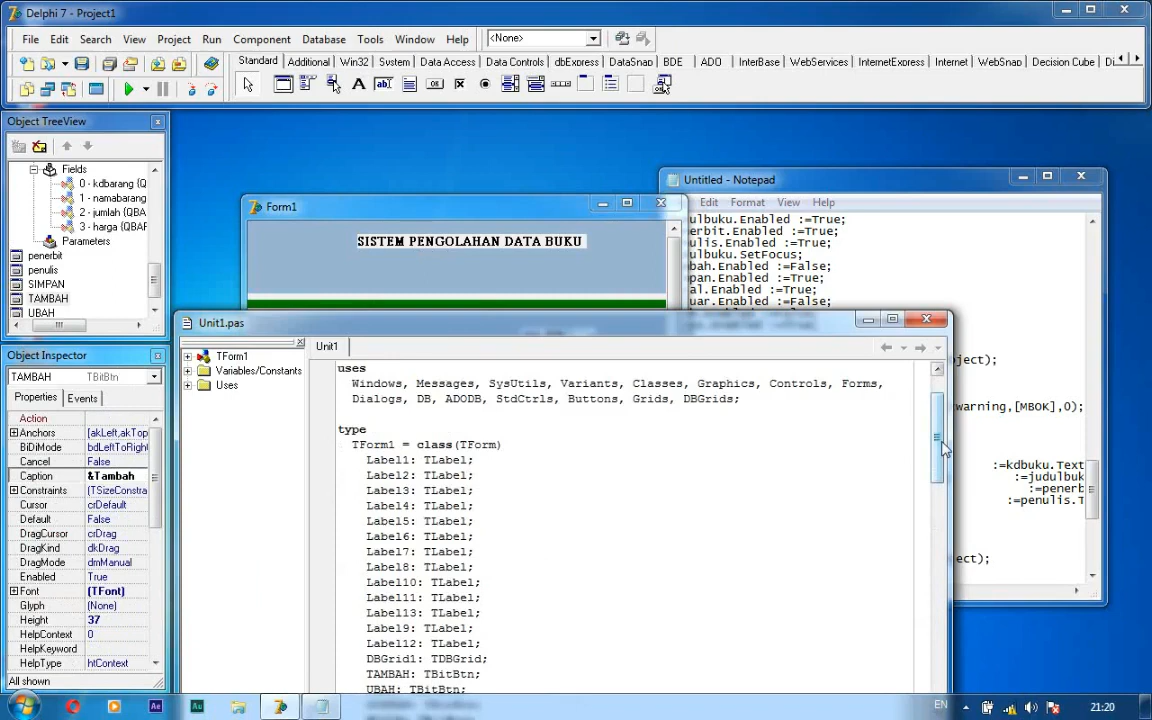 Delphi 7 - Project1
File Edit Search View Project Run Component Database Tools Window Help
<None>
Standard Additional Win32 System Data Access Data Controls dbExpress DataSnap BDE ADO InterBase WebServices InternetExpress Internet WebSnap Decision Cube Di
Object TreeView
Fields
0 - kdbarang (Q
1 - namabarang
2 - jumlah (QBA
3 - harga (QBAF
Parameters
penerbit
penulis
SIMPAN
TAMBAH
UBAH
Object Inspector
TAMBAH TBitBtn
Properties Events
Action
Anchors [akLeft,akTop
BiDiMode bdLeftToRight
Cancel False
Caption &Tambah
Constraints (TSizeConstra
Cursor crDefault
Default False
DragCursor crDrag
DragKind dkDrag
DragMode dmManual
Enabled True
Font (TFont)
Glyph (None)
Height 37
HelpContext 0
HelpKeyword
HelpType htContext
All shown
Form1
SISTEM PENGOLAHAN DATA BUKU
Untitled - Notepad
Edit Format View Help
ulbuku.Enabled :=True;
erbit.Enabled :=True;
ulis.Enabled :=True;
ulbuku.SetFocus;
bah.Enabled :=False;
pan.Enabled :=True;
al.Enabled :=True;
uar.Enabled :=False;
ject);
warning,[MBOK],0);
:=kdbuku.Text
:=judulbuk
:=penerb
:=penulis.T
ject);
Unit1.pas
TForm1
Variables/Constants
Uses
Unit1
uses
Windows, Messages, SysUtils, Variants, Classes, Graphics, Controls, Forms,
Dialogs, DB, ADODB, StdCtrls, Buttons, Grids, DBGrids;
type
TForm1 = class(TForm)
Label1: TLabel;
Label2: TLabel;
Label3: TLabel;
Label4: TLabel;
Label5: TLabel;
Label6: TLabel;
Label7: TLabel;
Label8: TLabel;
Label10: TLabel;
Label11: TLabel;
Label13: TLabel;
Label9: TLabel;
Label12: TLabel;
DBGrid1: TDBGrid;
TAMBAH: TBitBtn;
UBAH: TBitBtn;
EN 21:20